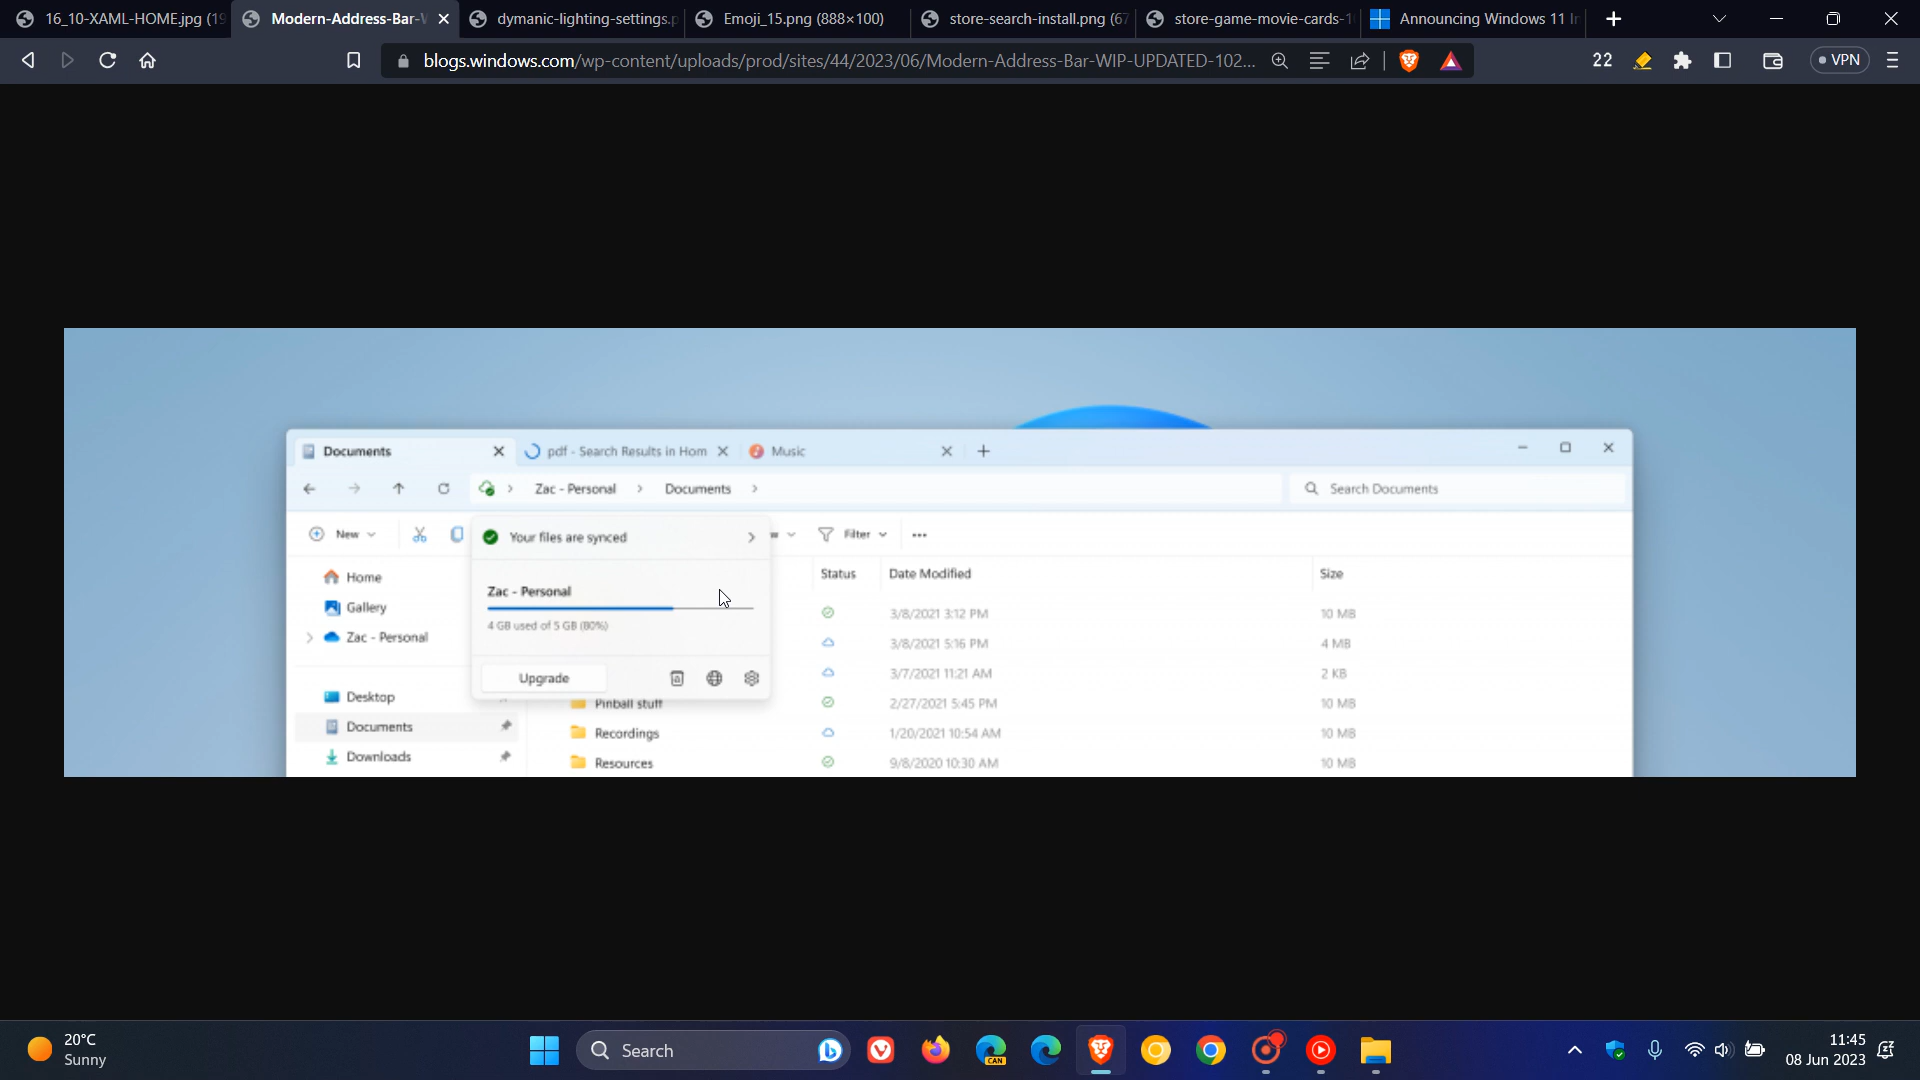 16_10-XAML-HOME.jpg (19
Modern-Address-Bar-W
dymanic-lighting-settings.p
Emoji_15.png (888×100)
store-search-install.png (67
store-game-movie-cards-1
Announcing Windows 11 In
blogs.windows.com/wp-content/uploads/prod/sites/44/2023/06/Modern-Address-Bar-WIP-UPDATED-102...
22
VPN
Documents
pdf - Search Results in Hom
Music
Zac - Personal
Documents
Search Documents
New
Your files are synced
w
Filter
Home
Zac - Personal
Status
Date Modified
Size
Gallery
4 GB used of 5 GB (80%)
3/8/2021 3:12 PM
10 MB
Zac - Personal
3/8/2021 5:16 PM
4 MB
Upgrade
3/7/2021 11:21 AM
2 KB
Desktop
Pinball stuff
2/27/2021 5:45 PM
10 MB
Documents
Recordings
1/20/2021 10:54 AM
10 MB
Downloads
Resources
9/8/2020 10:30 AM
10 MB
20°C
Sunny
Search
CAN
11:45
08 Jun 2023